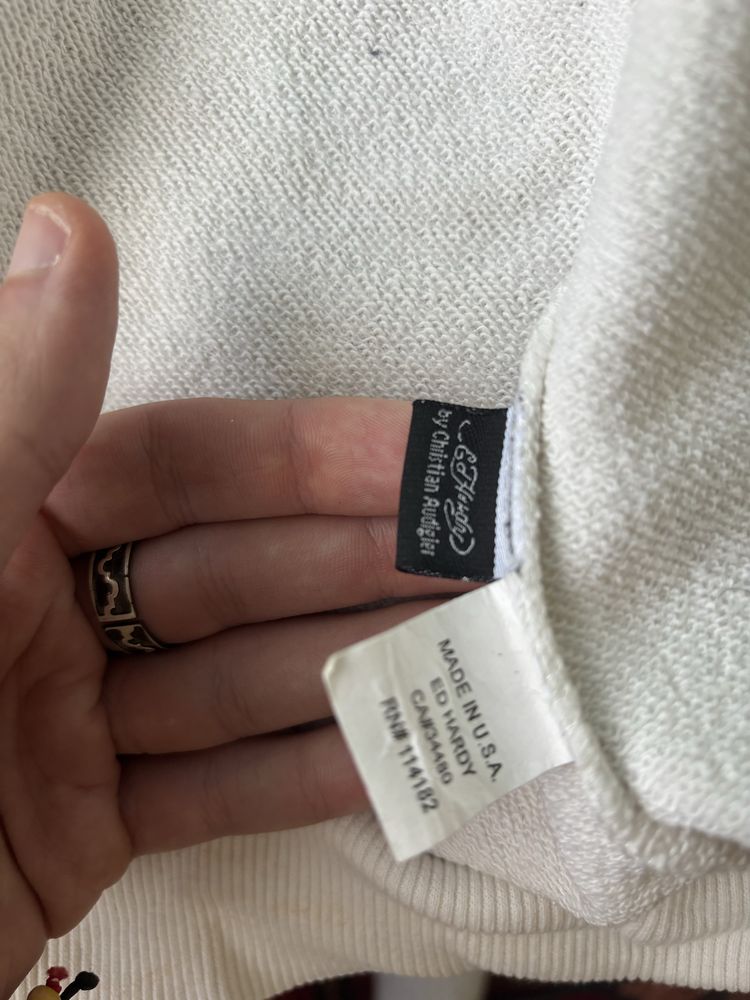 Ed Hardy
by Christian Audigier
MADE IN U.S.A.
ED HARDY
CA#34480
RN# 114182